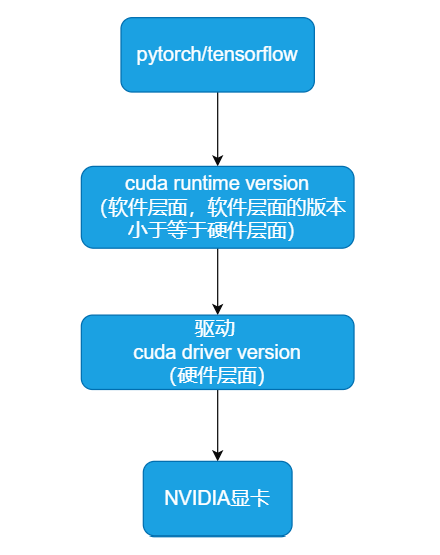 pytorch/tensorflow
cuda runtime version
（软件层面，软件层面的版本
小于等于硬件层面）
驱动
cuda driver version
（硬件层面）
NVIDIA显卡